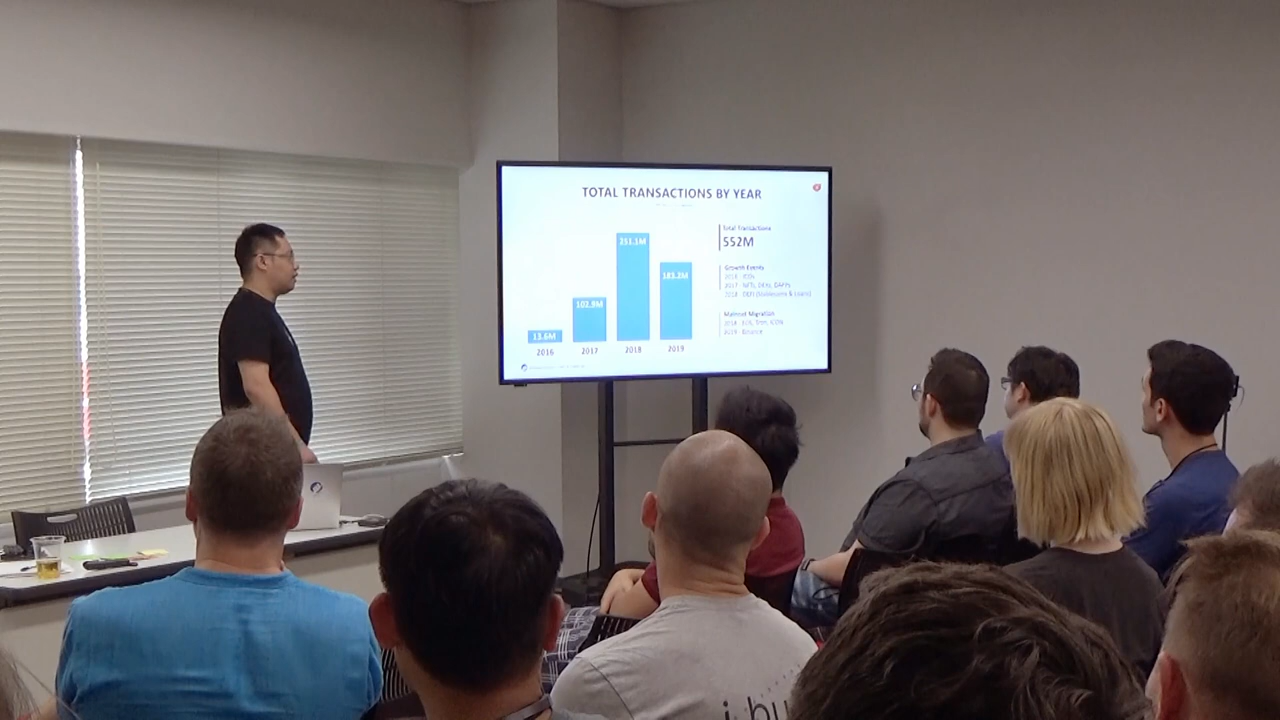 TOTAL TRANSACTIONS BY YEAR
251.1M
183.2M
102.9M
13.6M
2016 2017 2018 2019
Total Transactions
552M
Growth Events
2016 - ICOs
2017 - NFTs, DEXs, DAPPs
2018 - DEFI (Stablecoins & Loans)
Mainnet Migration
2018 - EOS, Tron, ICON
2019 - Binance